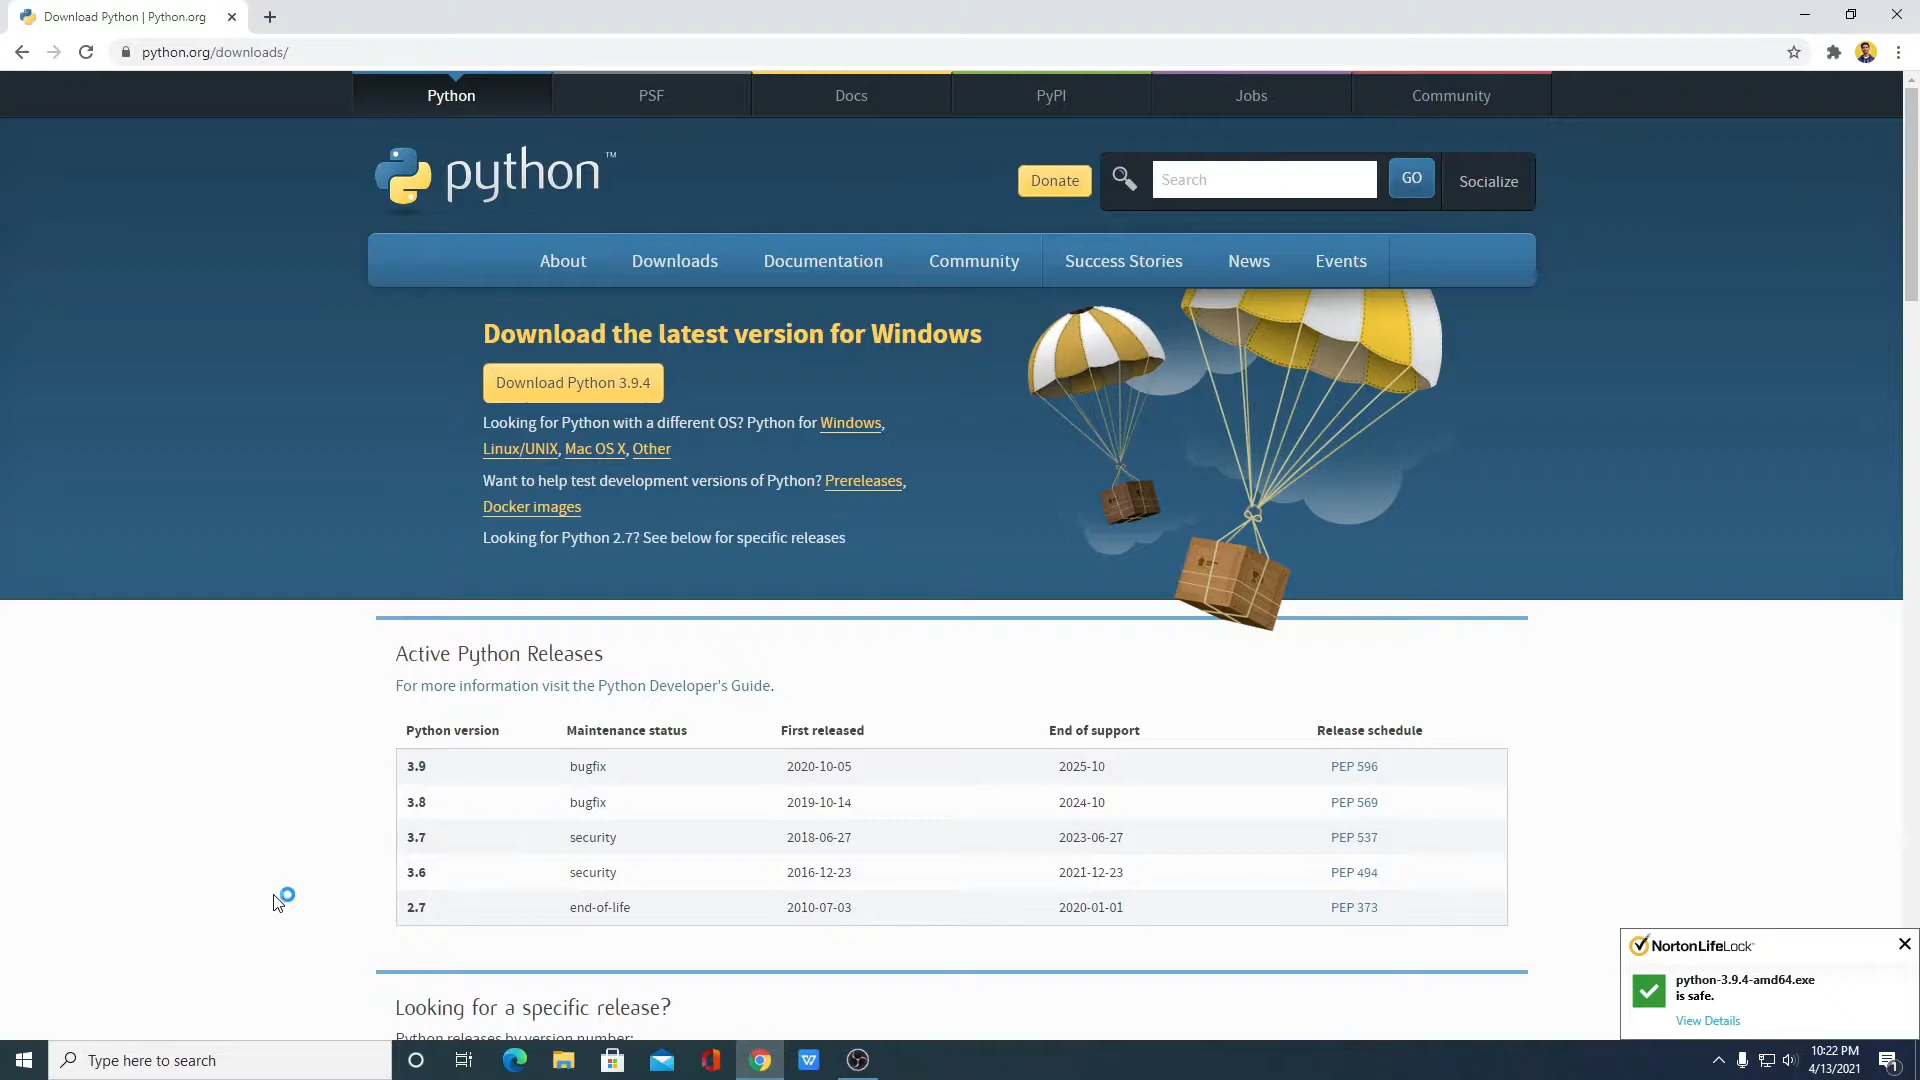 Download Python | Python.org
python.org/downloads/
Python
PSF
Docs
PyPI
Jobs
Community
python™
Donate
Search
GO
Socialize
About
Downloads
Documentation
Community
Success Stories
News
Events
Download the latest version for Windows
Download Python 3.9.4
Looking for Python with a different OS? Python for Windows,
Linux/UNIX, Mac OS X, Other
Want to help test development versions of Python? Prereleases,
Docker images
Looking for Python 2.7? See below for specific releases
Active Python Releases
For more information visit the Python Developer's Guide.
Python version Maintenance status First released End of support Release schedule
3.9 bugfix 2020-10-05 2025-10 PEP 596
3.8 bugfix 2019-10-14 2024-10 PEP 569
3.7 security 2018-06-27 2023-06-27 PEP 537
3.6 security 2016-12-23 2021-12-23 PEP 494
2.7 end-of-life 2010-07-03 2020-01-01 PEP 373
Looking for a specific release?
Python releases by version number:
NortonLifeLock
python-3.9.4-amd64.exe
is safe.
View Details
Type here to search
10:22 PM
4/13/2021
1